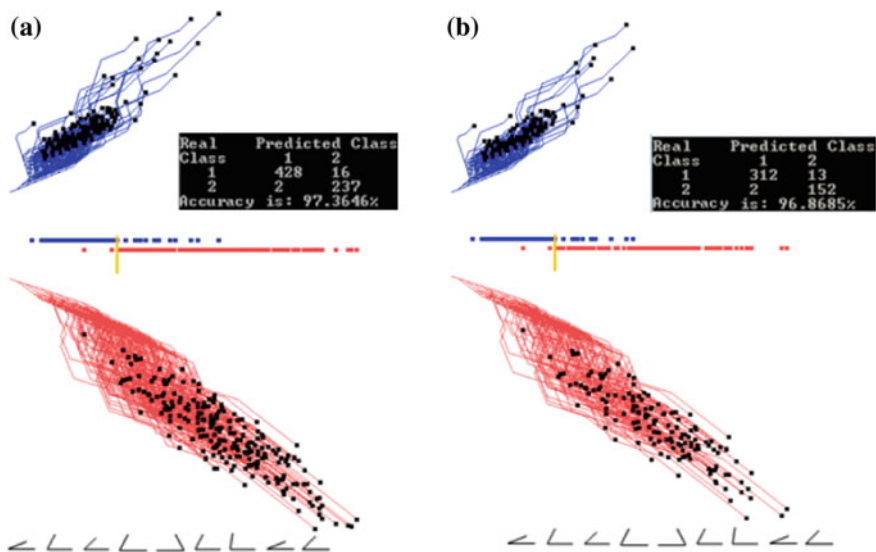 (a)
(b)
Real Predicted Class
Class 1 2
1 428 16
2 2 237
Accuracy is: 97.3646%
Real Predicted Class
Class 1 2
1 312 13
2 2 152
Accuracy is: 96.8685%